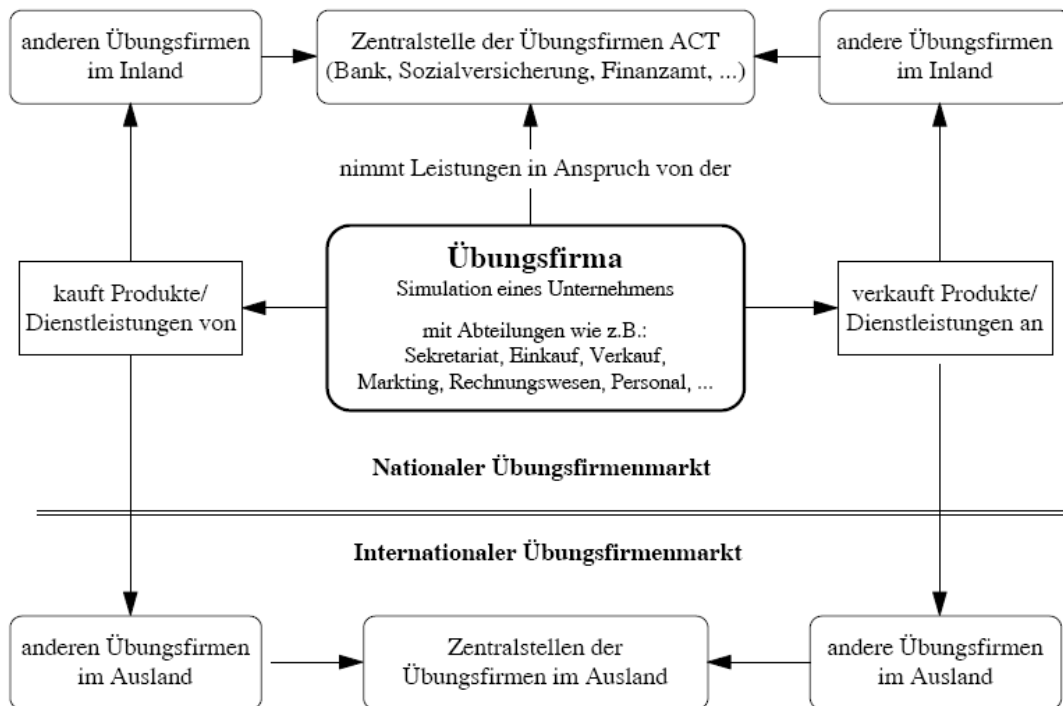 anderen Übungsfirmen
im Inland
Zentralstelle der Übungsfirmen ACT
(Bank, Sozialversicherung, Finanzamt, ...)
andere Übungsfirmen
im Inland
nimmt Leistungen in Anspruch von der
Übungsfirma
Simulation eines Unternehmens
mit Abteilungen wie z.B.:
Sekretariat, Einkauf, Verkauf,
Markting, Rechnungswesen, Personal, ...
kauft Produkte/
Dienstleistungen von
verkauft Produkte/
Dienstleistungen an
Nationaler Übungsfirmenmarkt
Internationaler Übungsfirmenmarkt
anderen Übungsfirmen
im Ausland
Zentralstellen der
Übungsfirmen im Ausland
andere Übungsfirmen
im Ausland